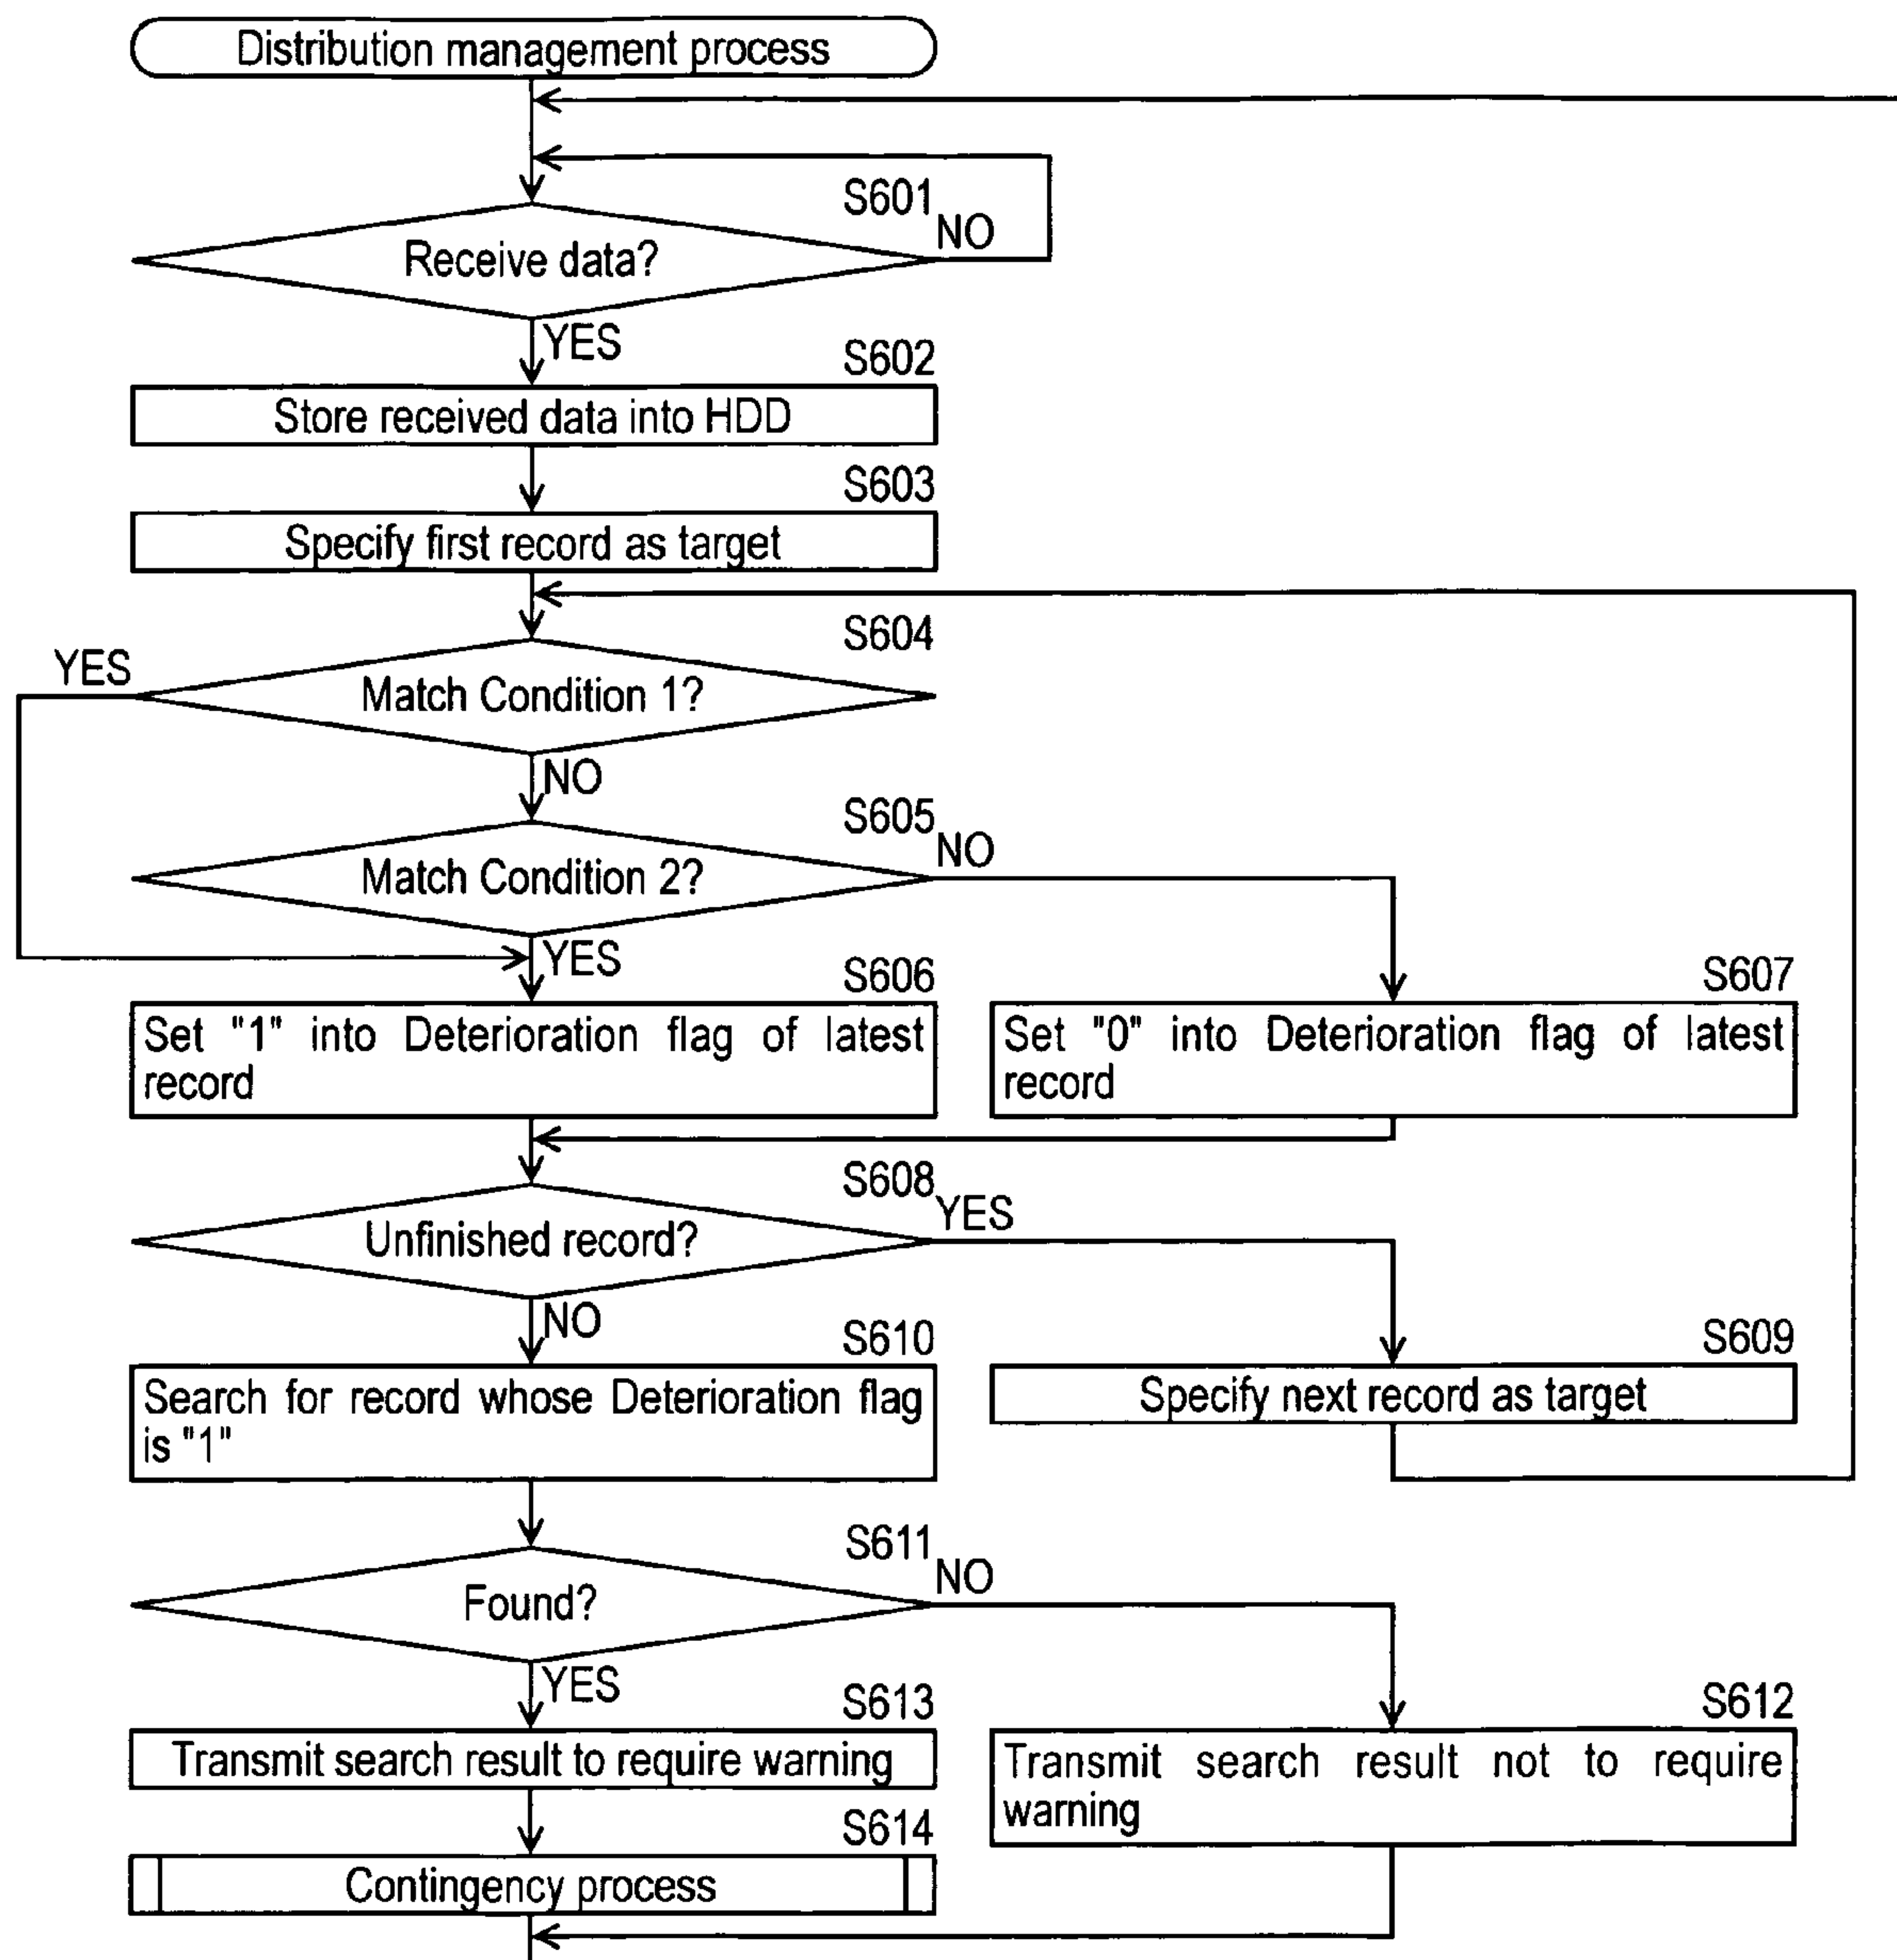 Distribution management process
S601
NO
Receive data?
YES
S602
Store received data into HDD
S603
Specify first record as target
S604
YES
Match Condition 1?
NO
S605
NO
Match Condition 2?
YES
S606
S607
Set "1" into Deterioration flag of latest
record
Set "0" into Deterioration flag of latest
record
S608
YES
Unfinished record?
NO
S610
S609
Search for record whose Deterioration flag
is "1"
Specify next record as target
S611
NO
Found?
YES
S613
S612
Transmit search result to require warning
Transmit search result not to require
warning
S614
Contingency process